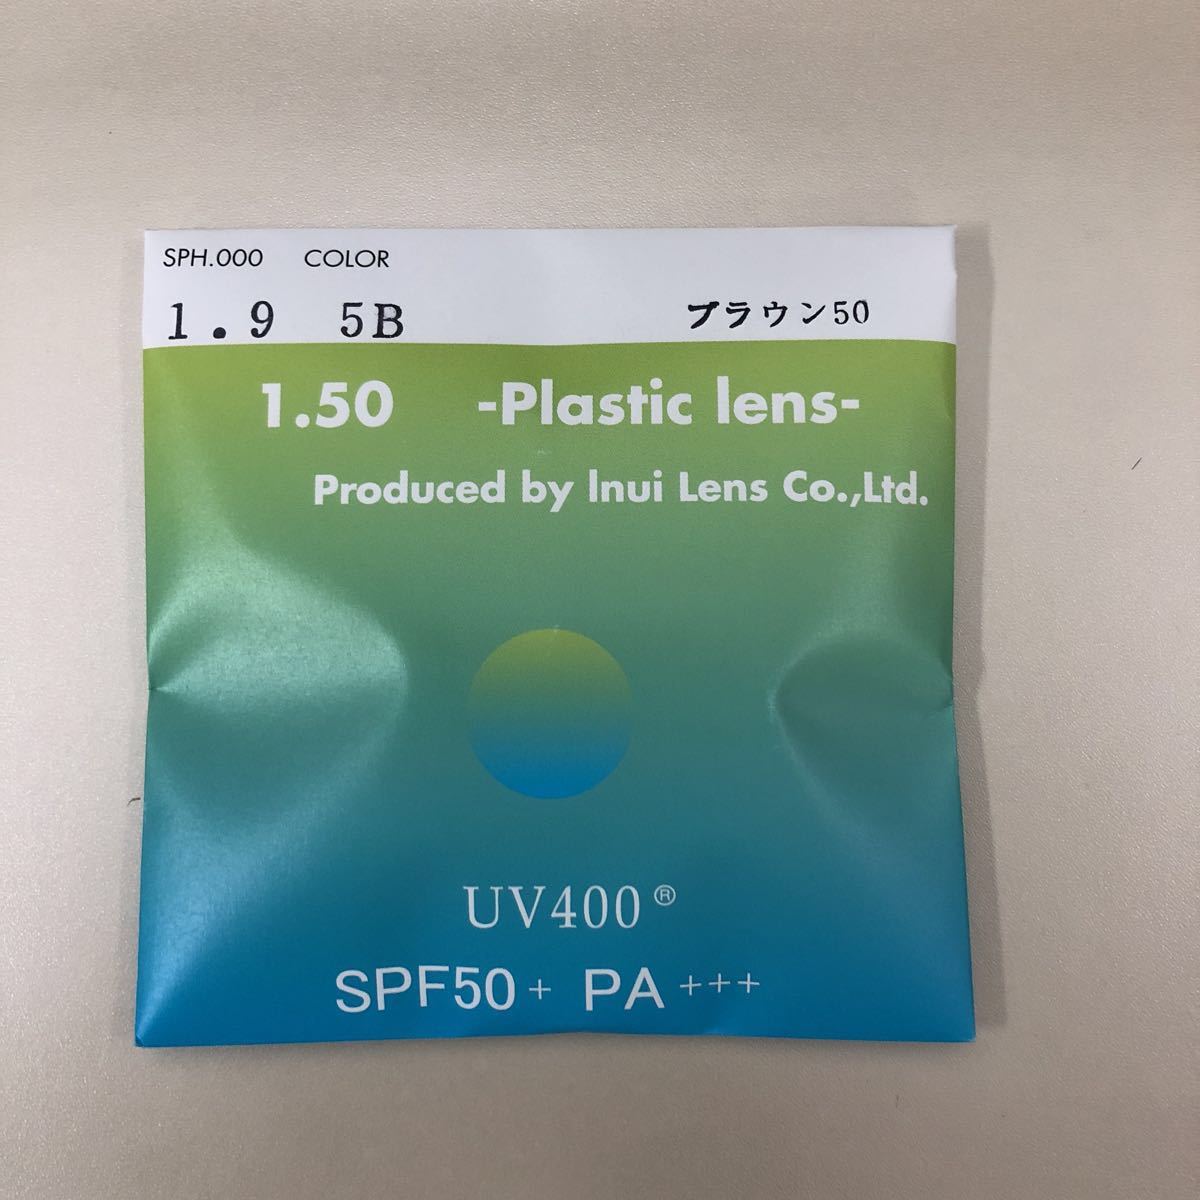 SPH.000 COLOR
1.9 5B ブラウン50
1.50 -Plastic lens-
Produced by Inui Lens Co.,Ltd.
UV400®
SPF50+ PA+++